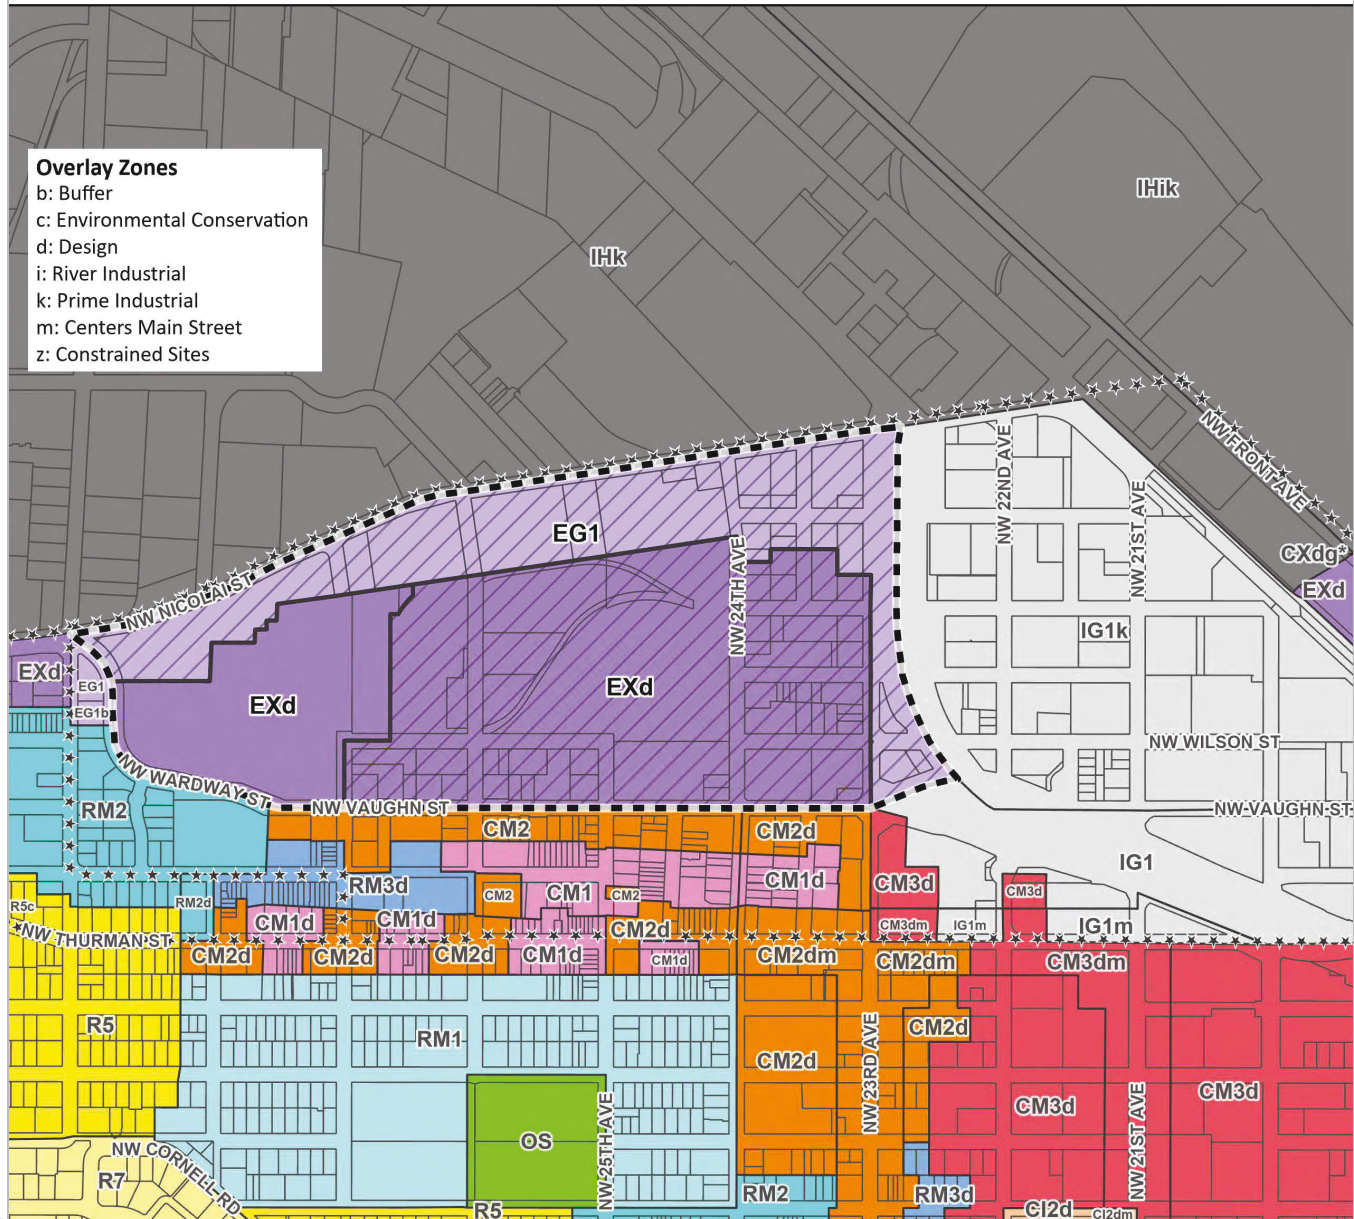 Overlay Zones
b: Buffer
c: Environmental Conservation
d: Design
i: River Industrial
k: Prime Industrial
m: Centers Main Street
z: Constrained Sites
IHik
IHk
NW FRONT AVE
NW 22ND AVE
NW 21ST AVE
EG1
CXdg*
NW 24TH AVE
NW NICOLAI ST
EXd
IG1k
EXd
EG1
EXd
EXd
EG1b
NW WILSON ST
NW WARDWAY ST
NW VAUGHN ST
NW VAUGHN ST
RM2
CM2
CM2d
IG1
RM3d
CM1d
CM3d
CM3d
CM2
CM1
CM2
RM2d
R5c
CM1d
CM1d
CM2d
CM3dm
IG1m
IG1m
NW THURMAN ST
CM2d
CM2d
CM2d
CM1d
CM1d
CM2dm
CM2dm
CM3dm
R5
RM1
CM2d
NW 23RD AVE
CM2d
CM3d
CM3d
OS
NW 25TH AVE
NW 21ST AVE
NW CORNELL RD
R7
RM2
RM3d
R5
CI2d
CI2dm